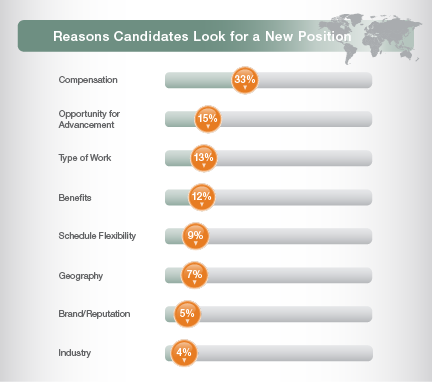 Reasons Candidates Look for a New Position
Compensation
33%
Opportunity for
Advancement
15%
Type of Work
13%
Benefits
12%
Schedule Flexibility
9%
Geography
7%
Brand/Reputation
5%
Industry
4%